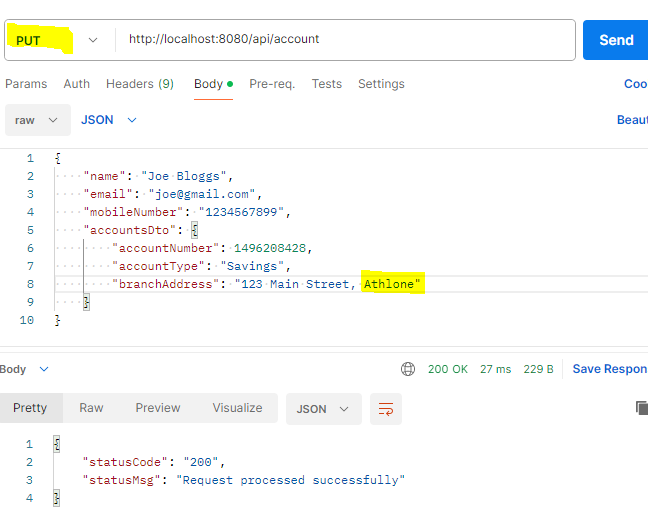 PUT http://localhost:8080/api/account Send
Params Auth Headers (9) Body Pre-req. Tests Settings Coo
raw JSON Beau
1 {
2 "name": "Joe Bloggs",
3 "email": "joe@gmail.com",
4 "mobileNumber": "1234567899",
5 "accountsDto": {
6 "accountNumber": 1496208428,
7 "accountType": "Savings",
8 "branchAddress": "123 Main Street, Athlone"
9 }
10 }
Body 200 OK 27 ms 229 B Save Respon
Pretty Raw Preview Visualize JSON
1 {
2 "statusCode": "200",
3 "statusMsg": "Request processed successfully"
4 }